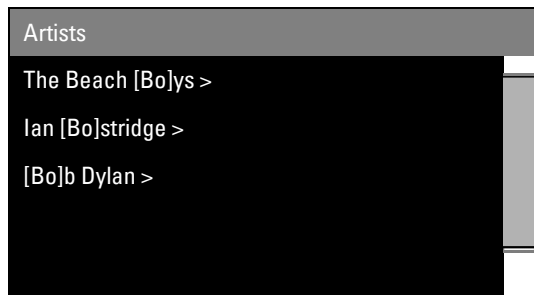 Artists
The Beach [Bo]ys >
Ian [Bo]stridge >
[Bo]b Dylan >